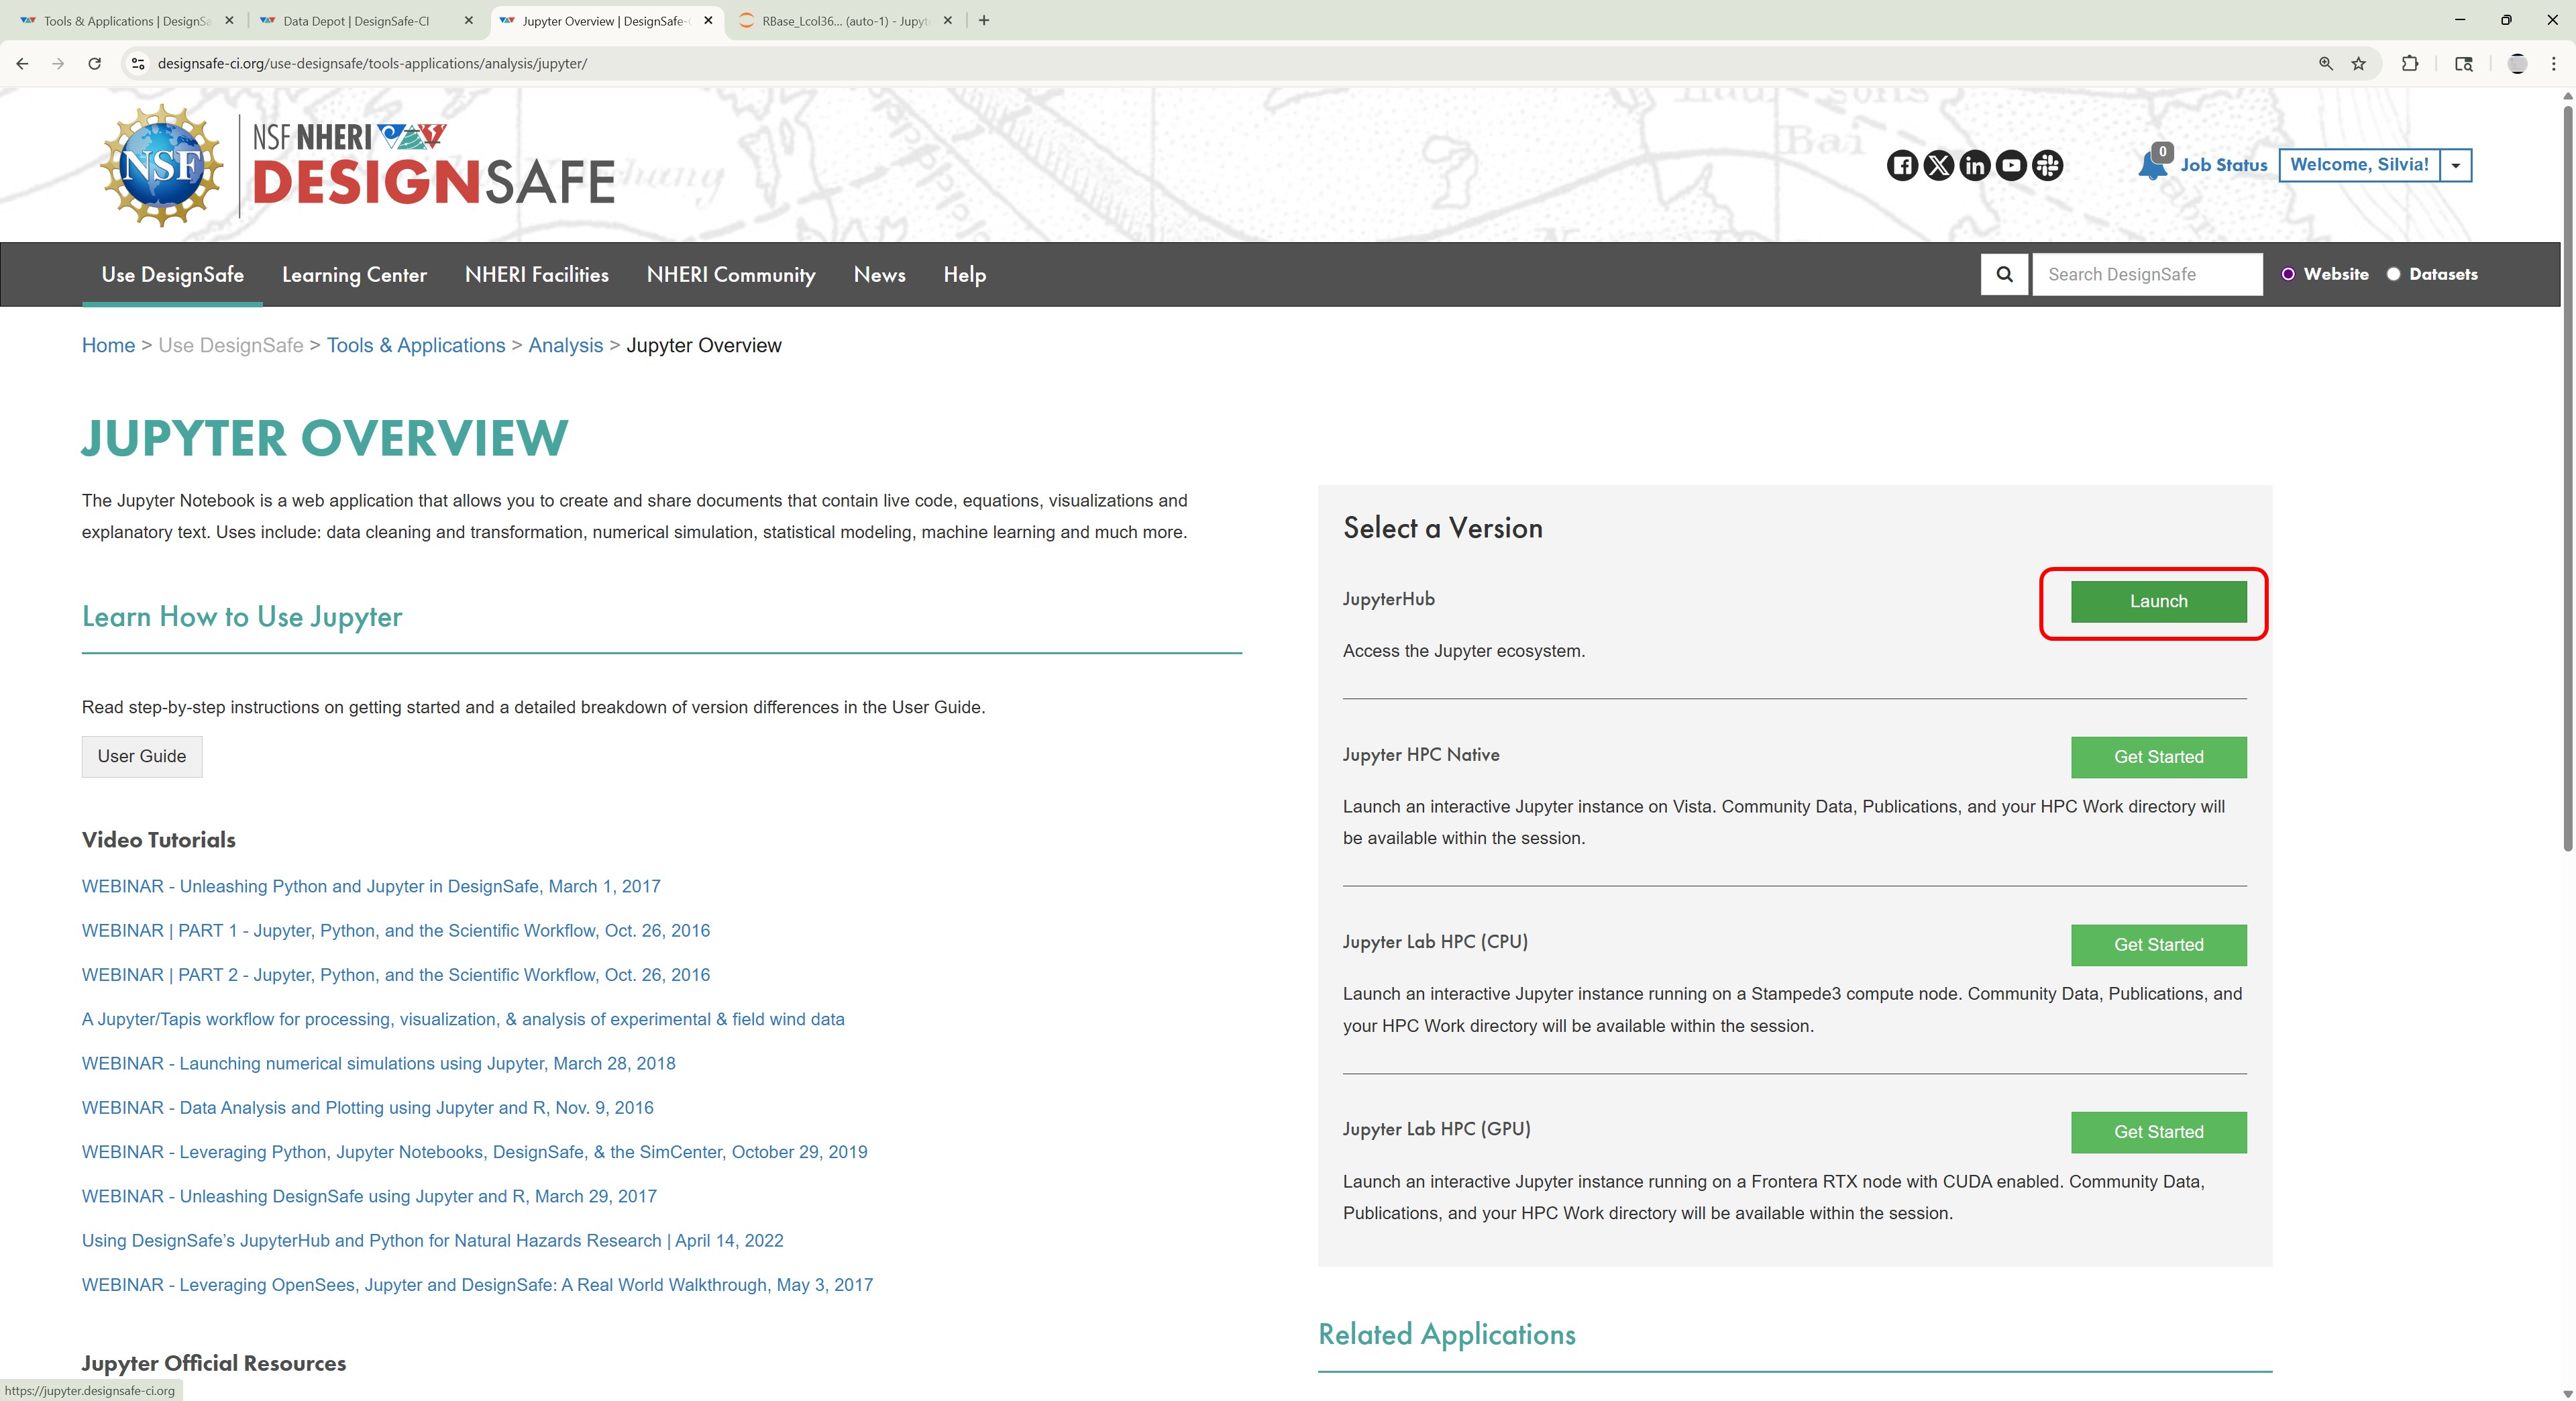 Tools & Applications | DesignSa
Data Depot | DesignSafe-CI
Jupyter Overview | DesignSafe-
RBase_Lcol36... (auto-1) - Jupyt
designsafe-ci.org/use-designsafe/tools-applications/analysis/jupyter/
NSF
NSF NHERI
DESIGNSAFE
0
Job Status
Welcome, Silvia!
Use DesignSafe
Learning Center
NHERI Facilities
NHERI Community
News
Help
Search DesignSafe
Website
Datasets
Home > Use DesignSafe > Tools & Applications > Analysis > Jupyter Overview
JUPYTER OVERVIEW
The Jupyter Notebook is a web application that allows you to create and share documents that contain live code, equations, visualizations and
explanatory text. Uses include: data cleaning and transformation, numerical simulation, statistical modeling, machine learning and much more.
Learn How to Use Jupyter
Read step-by-step instructions on getting started and a detailed breakdown of version differences in the User Guide.
User Guide
Video Tutorials
WEBINAR - Unleashing Python and Jupyter in DesignSafe, March 1, 2017
WEBINAR | PART 1 - Jupyter, Python, and the Scientific Workflow, Oct. 26, 2016
WEBINAR | PART 2 - Jupyter, Python, and the Scientific Workflow, Oct. 26, 2016
A Jupyter/Tapis workflow for processing, visualization, & analysis of experimental & field wind data
WEBINAR - Launching numerical simulations using Jupyter, March 28, 2018
WEBINAR - Data Analysis and Plotting using Jupyter and R, Nov. 9, 2016
WEBINAR - Leveraging Python, Jupyter Notebooks, DesignSafe, & the SimCenter, October 29, 2019
WEBINAR - Unleashing DesignSafe using Jupyter and R, March 29, 2017
Using DesignSafe's JupyterHub and Python for Natural Hazards Research | April 14, 2022
WEBINAR - Leveraging OpenSees, Jupyter and DesignSafe: A Real World Walkthrough, May 3, 2017
Jupyter Official Resources
Select a Version
JupyterHub
Launch
Access the Jupyter ecosystem.
Jupyter HPC Native
Get Started
Launch an interactive Jupyter instance on Vista. Community Data, Publications, and your HPC Work directory will
be available within the session.
Jupyter Lab HPC (CPU)
Get Started
Launch an interactive Jupyter instance running on a Stampede3 compute node. Community Data, Publications, and
your HPC Work directory will be available within the session.
Jupyter Lab HPC (GPU)
Get Started
Launch an interactive Jupyter instance running on a Frontera RTX node with CUDA enabled. Community Data,
Publications, and your HPC Work directory will be available within the session.
Related Applications
https://jupyter.designsafe-ci.org